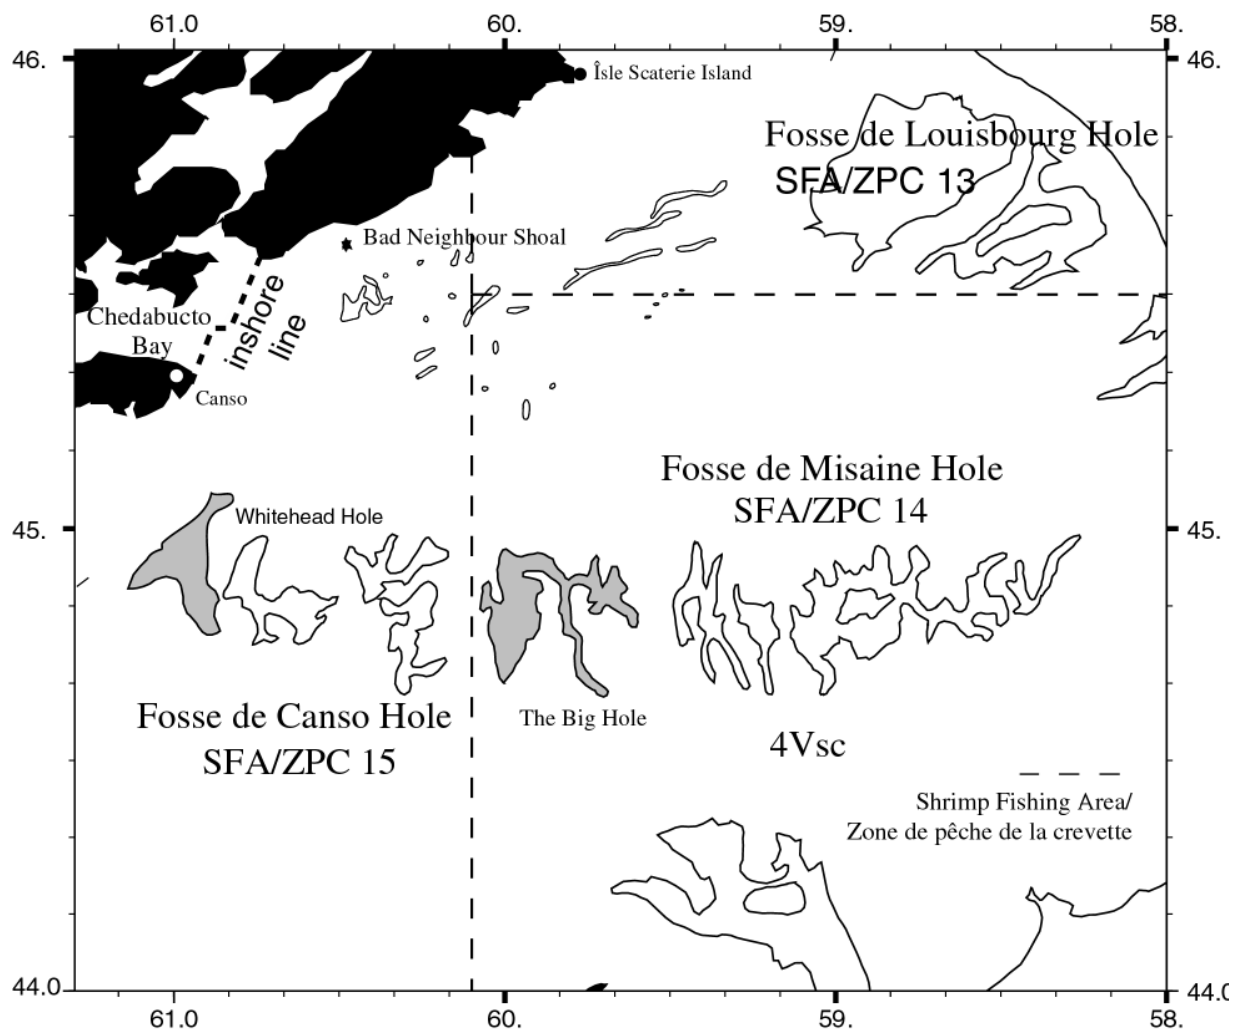 61.0 60. 59. 58.
46. 46.
Îsle Scaterie Island
Fosse de Louisbourg Hole
SFA/ZPC 13
Bad Neighbour Shoal
inshore
line
Chedabucto
Bay
Canso
Fosse de Misaine Hole
SFA/ZPC 14
Whitehead Hole
45. 45.
Fosse de Canso Hole
SFA/ZPC 15
The Big Hole
4Vsc
Shrimp Fishing Area/
Zone de pêche de la crevette
44.0 44.0
61.0 60. 59. 58.